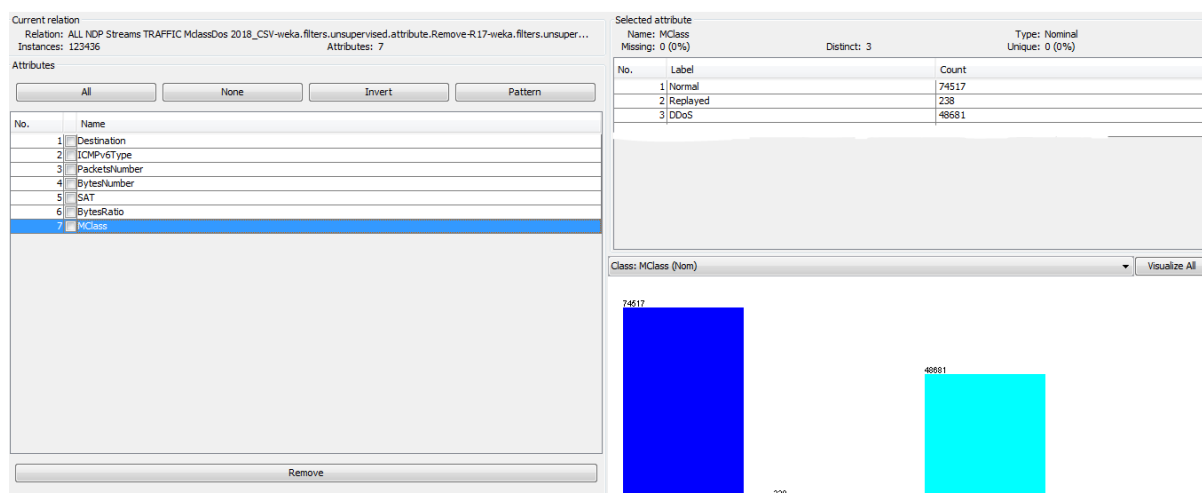 Current relation
Relation: ALL NDP Streams TRAFFIC MclassDos 2018_CSV-weka.filters.unsupervised.attribute.Remove-R17-weka.filters.unsuper...
Instances: 123436 Attributes: 7
Attributes
All None Invert Pattern
No. Name
1 Destination
2 ICMPv6Type
3 PacketsNumber
4 BytesNumber
5 SAT
6 BytesRatio
7 MClass
Remove
Selected attribute
Name: MClass Type: Nominal
Missing: 0 (0%) Distinct: 3 Unique: 0 (0%)
No. Label Count
1 Normal 74517
2 Replayed 238
3 DDoS 48681
Class: MClass (Nom) Visualize All
74517
48681